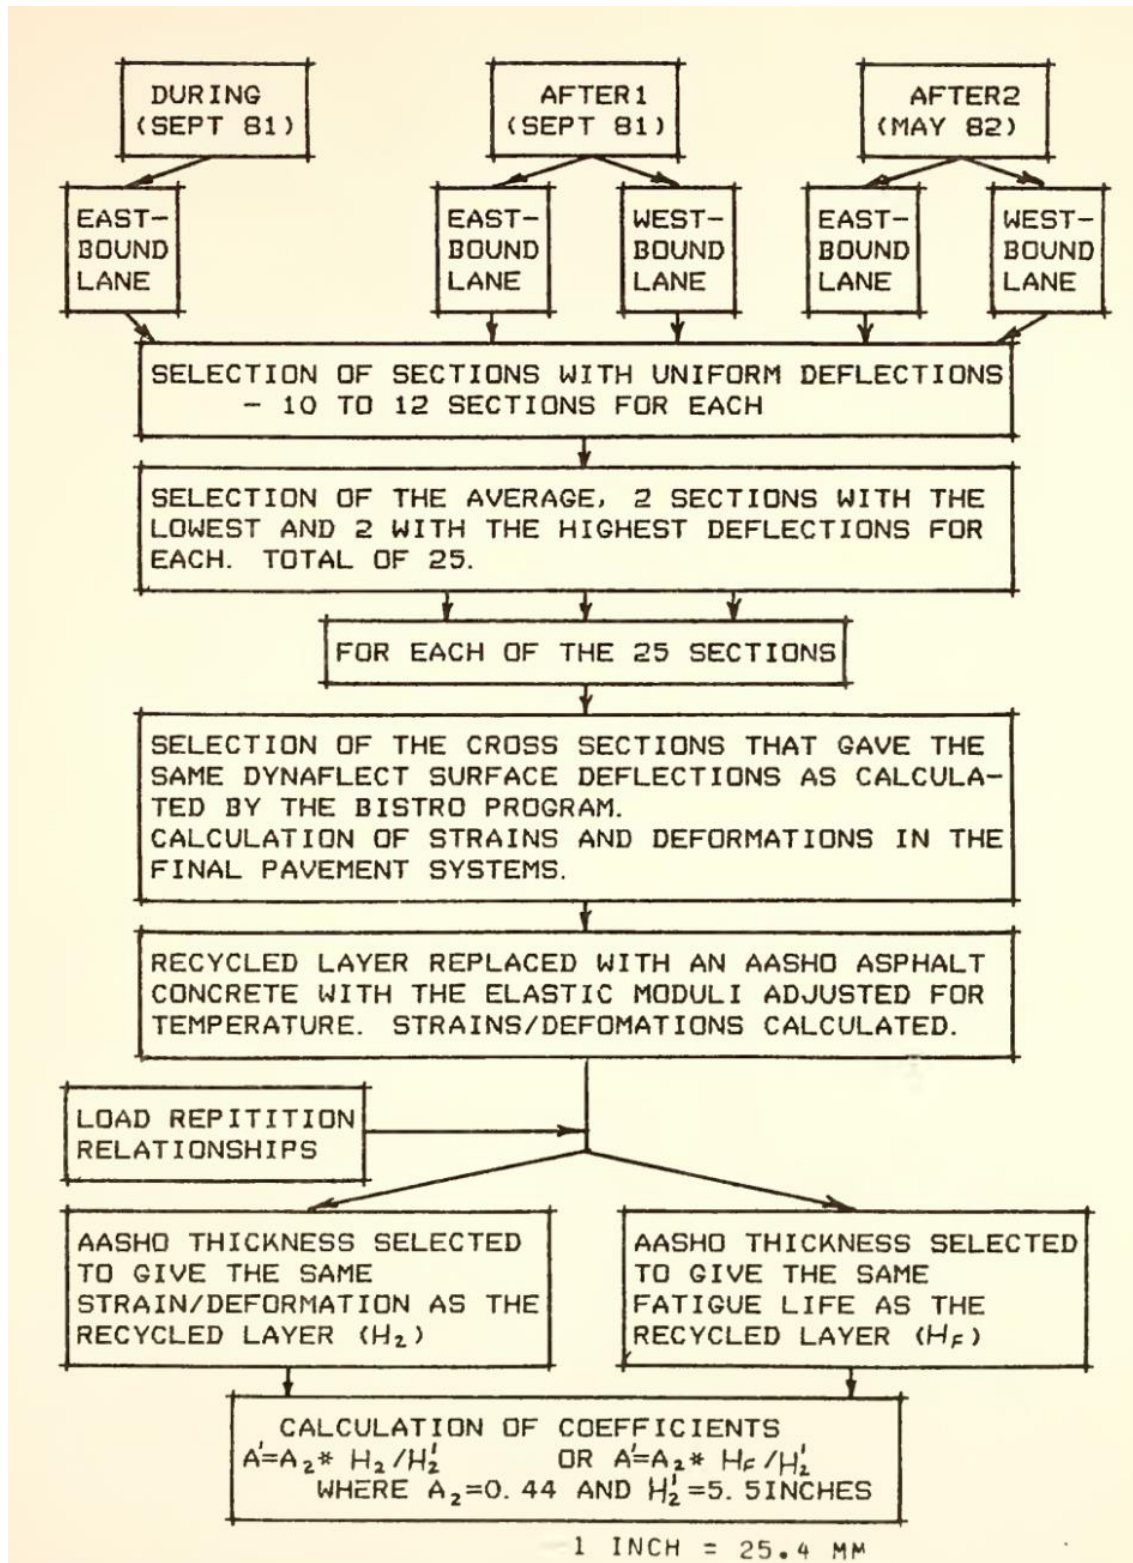 DURING
(SEPT 81)
AFTER1
(SEPT 81)
AFTER2
(MAY 82)
EAST-
BOUND
LANE
EAST-
BOUND
LANE
WEST-
BOUND
LANE
EAST-
BOUND
LANE
WEST-
BOUND
LANE
SELECTION OF SECTIONS WITH UNIFORM DEFLECTIONS
- 10 TO 12 SECTIONS FOR EACH
SELECTION OF THE AVERAGE, 2 SECTIONS WITH THE
LOWEST AND 2 WITH THE HIGHEST DEFLECTIONS FOR
EACH. TOTAL OF 25.
FOR EACH OF THE 25 SECTIONS
SELECTION OF THE CROSS SECTIONS THAT GAVE THE
SAME DYNAFLECT SURFACE DEFLECTIONS AS CALCULA-
TED BY THE BISTRO PROGRAM.
CALCULATION OF STRAINS AND DEFORMATIONS IN THE
FINAL PAVEMENT SYSTEMS.
RECYCLED LAYER REPLACED WITH AN AASHO ASPHALT
CONCRETE WITH THE ELASTIC MODULI ADJUSTED FOR
TEMPERATURE. STRAINS/DEFOMATIONS CALCULATED.
LOAD REPITITION
RELATIONSHIPS
AASHO THICKNESS SELECTED
TO GIVE THE SAME
STRAIN/DEFORMATION AS THE
RECYCLED LAYER (H₂)
AASHO THICKNESS SELECTED
TO GIVE THE SAME
FATIGUE LIFE AS THE
RECYCLED LAYER (H_F)
CALCULATION OF COEFFICIENTS
A'=A₂* H₂/H₂' OR A'=A₂* H_F/H₂'
WHERE A₂=0.44 AND H₂'=5.5INCHES
1 INCH = 25.4 MM